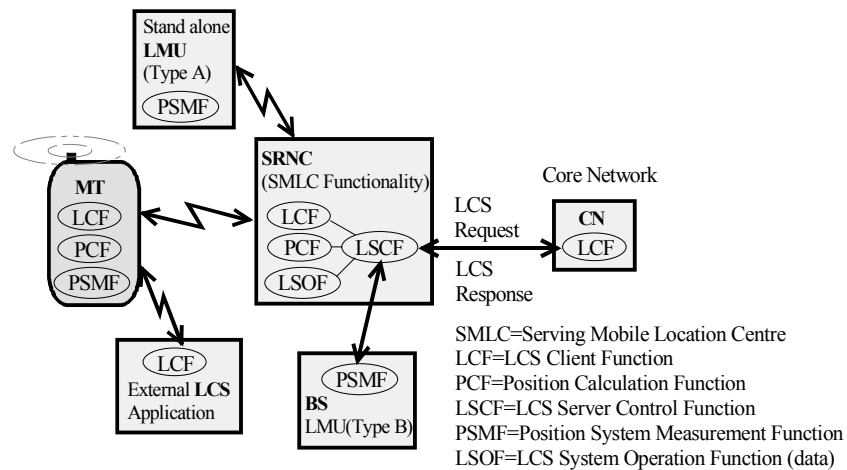 Stand alone
LMU
(Type A)
PSMF
SRNC
(SMLC Functionality)
LCF
PCF
LSCF
LSOF
MT
LCF
PCF
PSMF
LCS
Request
LCS
Response
Core Network
CN
LCF
LCF
External LCS
Application
PSMF
BS
LMU(Type B)
SMLC=Serving Mobile Location Centre
LCF=LCS Client Function
PCF=Position Calculation Function
LSCF=LCS Server Control Function
PSMF=Position System Measurement Function
LSOF=LCS System Operation Function (data)